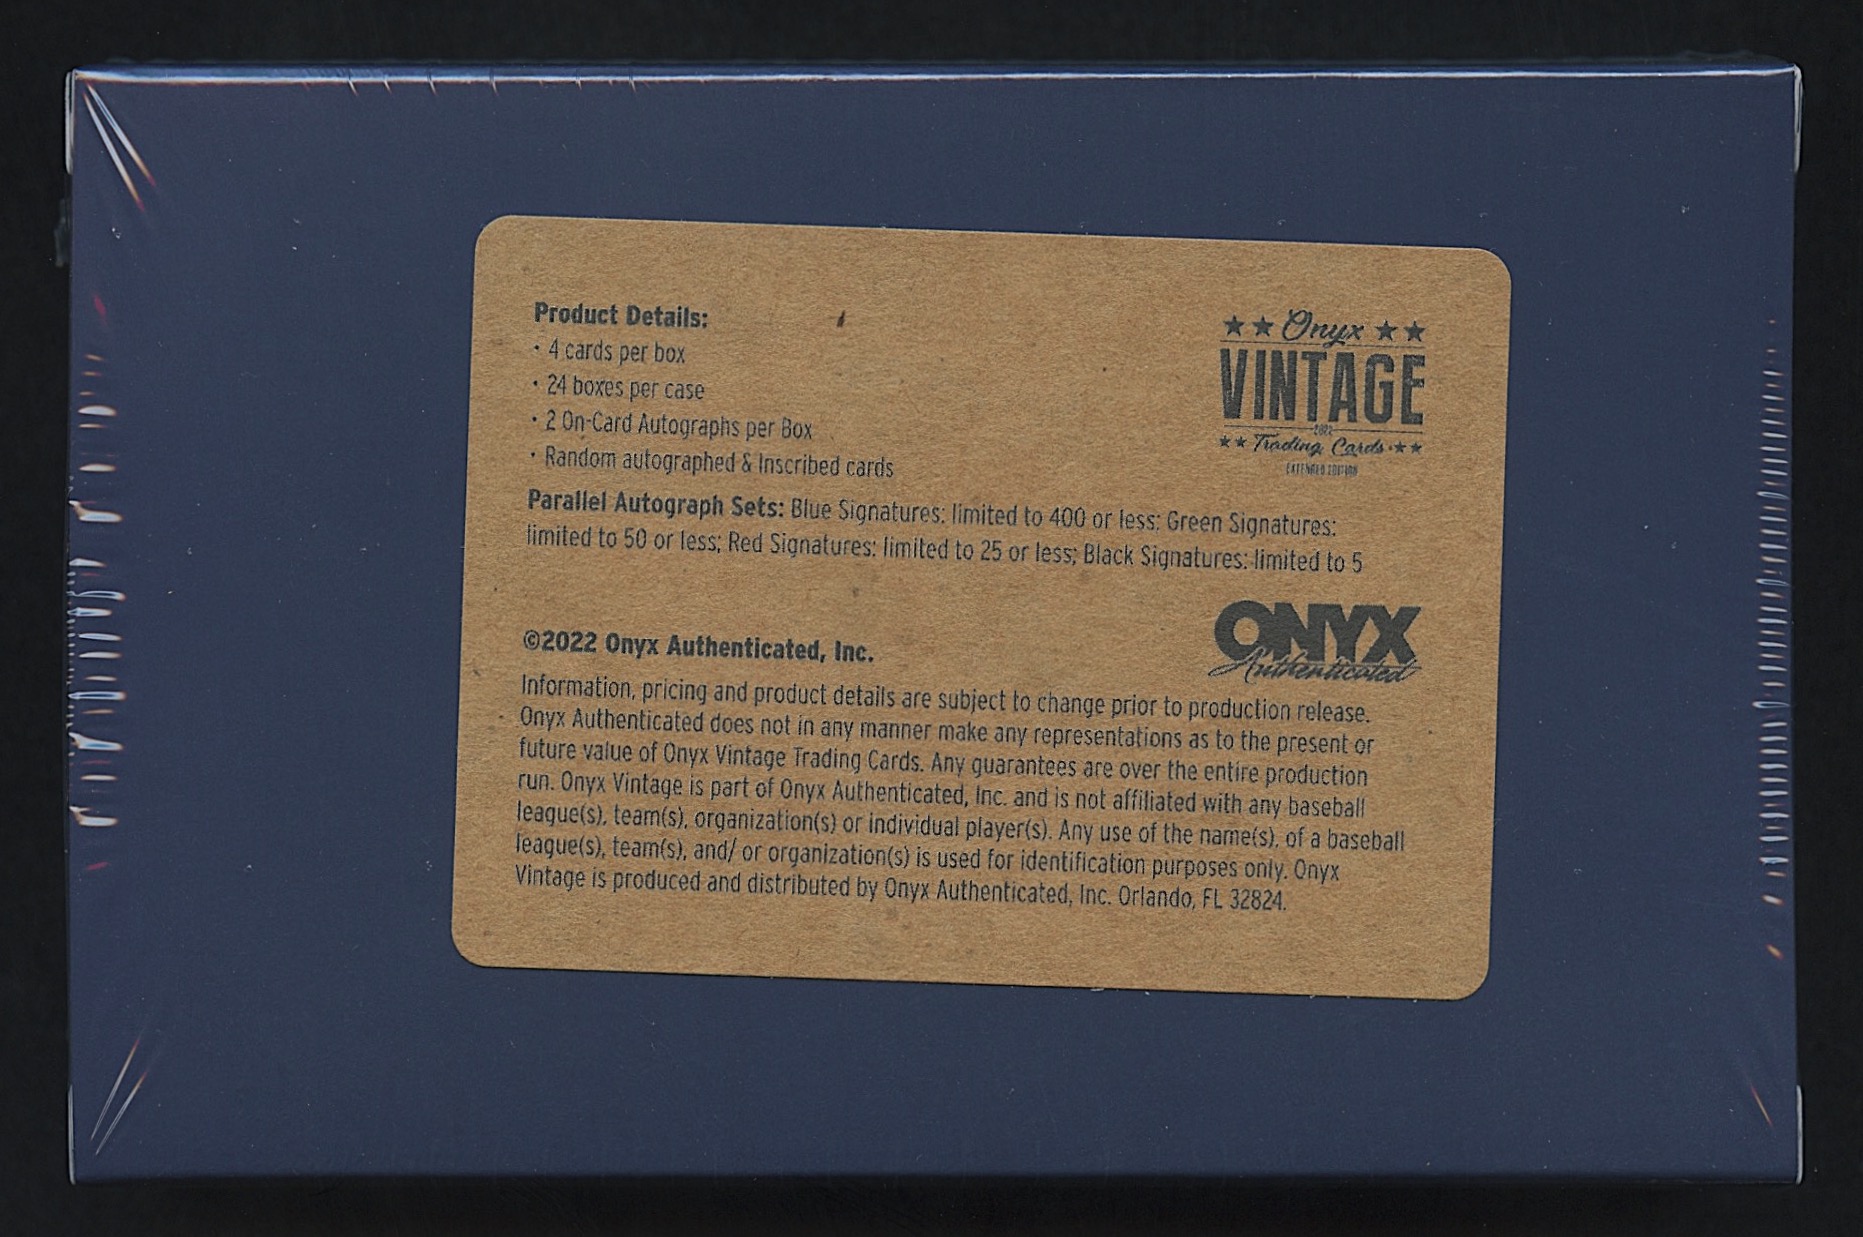 Product Details:
• 4 cards per box
• 24 boxes per case
• 2 On-Card Autographs per Box
• Random autographed & Inscribed cards
Parallel Autograph Sets: Blue Signatures: limited to 400 or less; Green Signatures:
limited to 50 or less; Red Signatures: limited to 25 or less; Black Signatures: limited to 5
Onyx
VINTAGE
2022
Trading Cards
EXTENDED EDITION
ONYX
Authenticated
©2022 Onyx Authenticated, Inc.
Information, pricing and product details are subject to change prior to production release.
Onyx Authenticated does not in any manner make any representations as to the present or
future value of Onyx Vintage Trading Cards. Any guarantees are over the entire production
run. Onyx Vintage is part of Onyx Authenticated, Inc. and is not affiliated with any baseball
league(s), team(s), organization(s) or individual player(s). Any use of the name(s), of a baseball
league(s), team(s), and/ or organization(s) is used for identification purposes only. Onyx
Vintage is produced and distributed by Onyx Authenticated, Inc. Orlando, FL 32824.